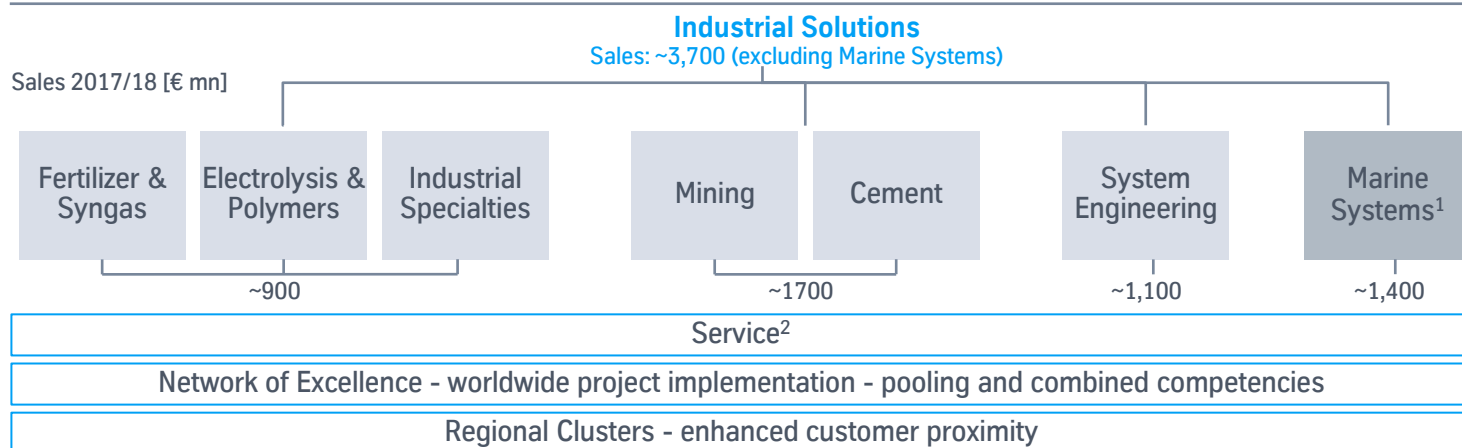 Industrial Solutions
Sales: ~3,700 (excluding Marine Systems)
Sales 2017/18 [€ mn]
Fertilizer &
Syngas
Electrolysis &
Polymers
Industrial
Specialties
Mining
Cement
System
Engineering
Marine
Systems¹
~900
~1700
~1,100
~1,400
Service²
Network of Excellence - worldwide project implementation - pooling and combined competencies
Regional Clusters - enhanced customer proximity